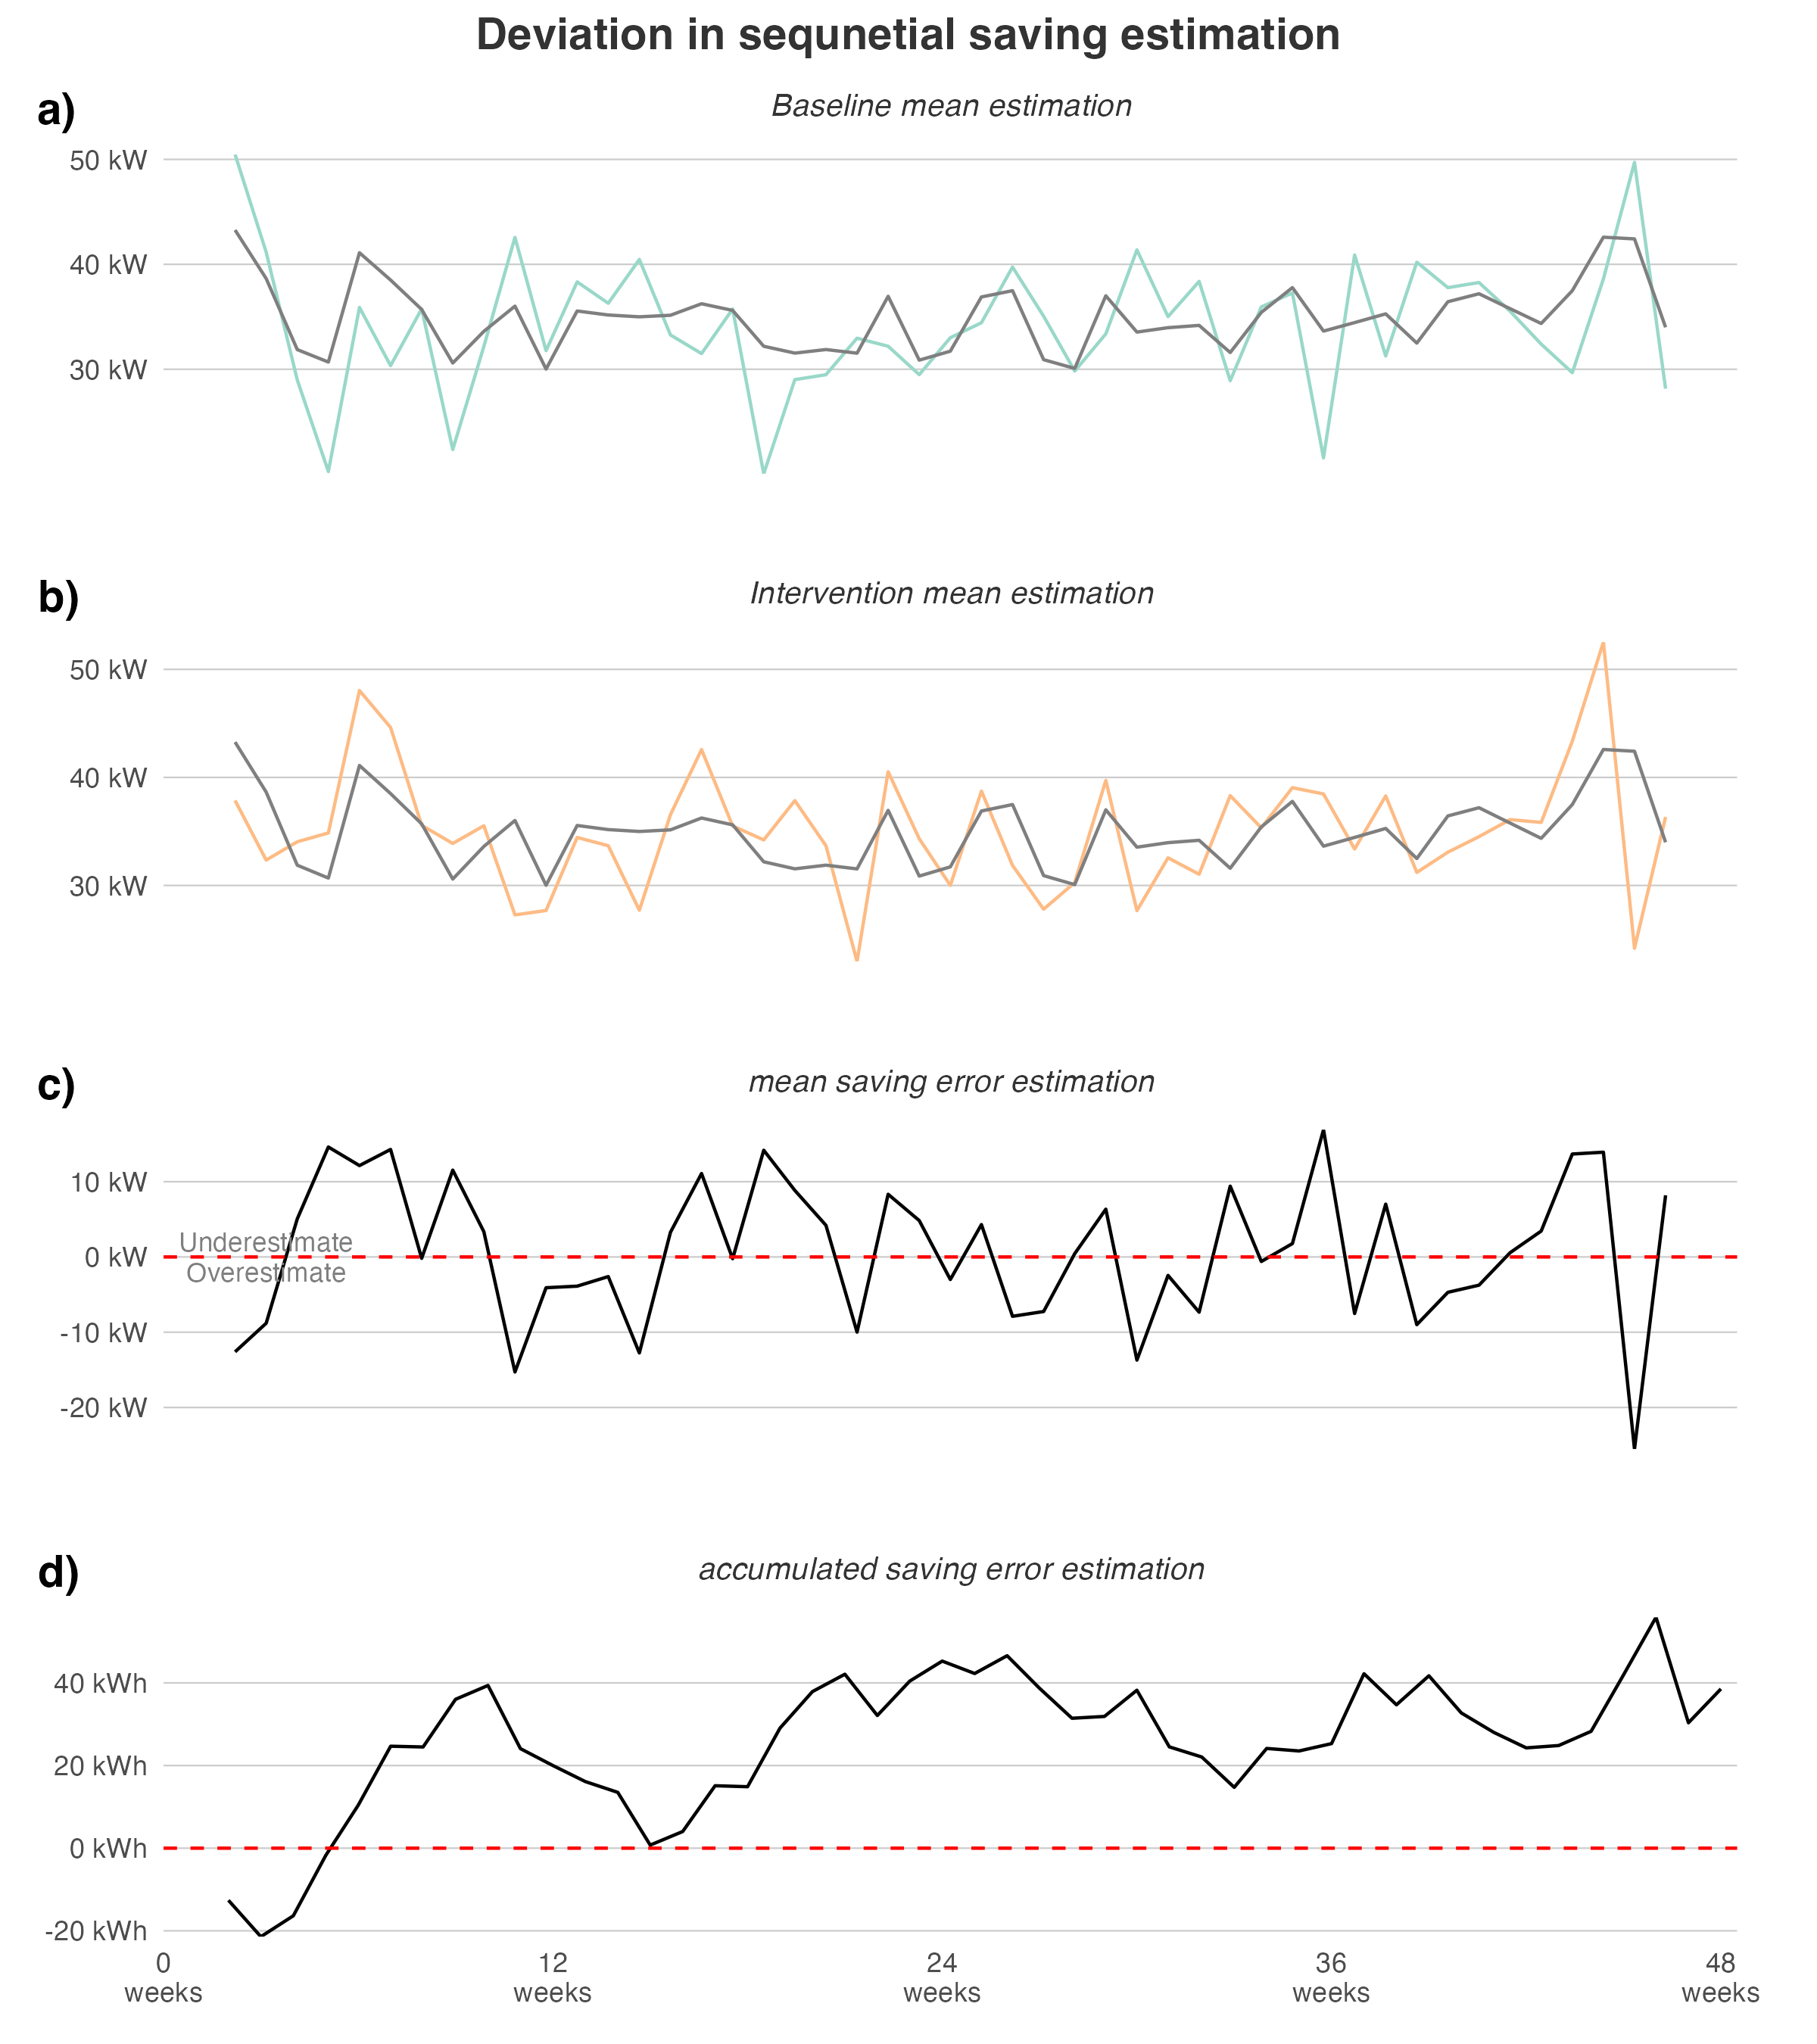 Deviation in sequnetial saving estimation
a)
Baseline mean estimation
50 kW
40 kW
30 kW
b)
Intervention mean estimation
50 kW
40 kW
30 kW
c)
mean saving error estimation
10 kW
Underestimate
0 kW
Overestimate
-10 kW
-20 kW
d)
accumulated saving error estimation
40 kWh
20 kWh
0 kWh
-20 kWh
0 12 24 36 48
weeks weeks weeks weeks weeks